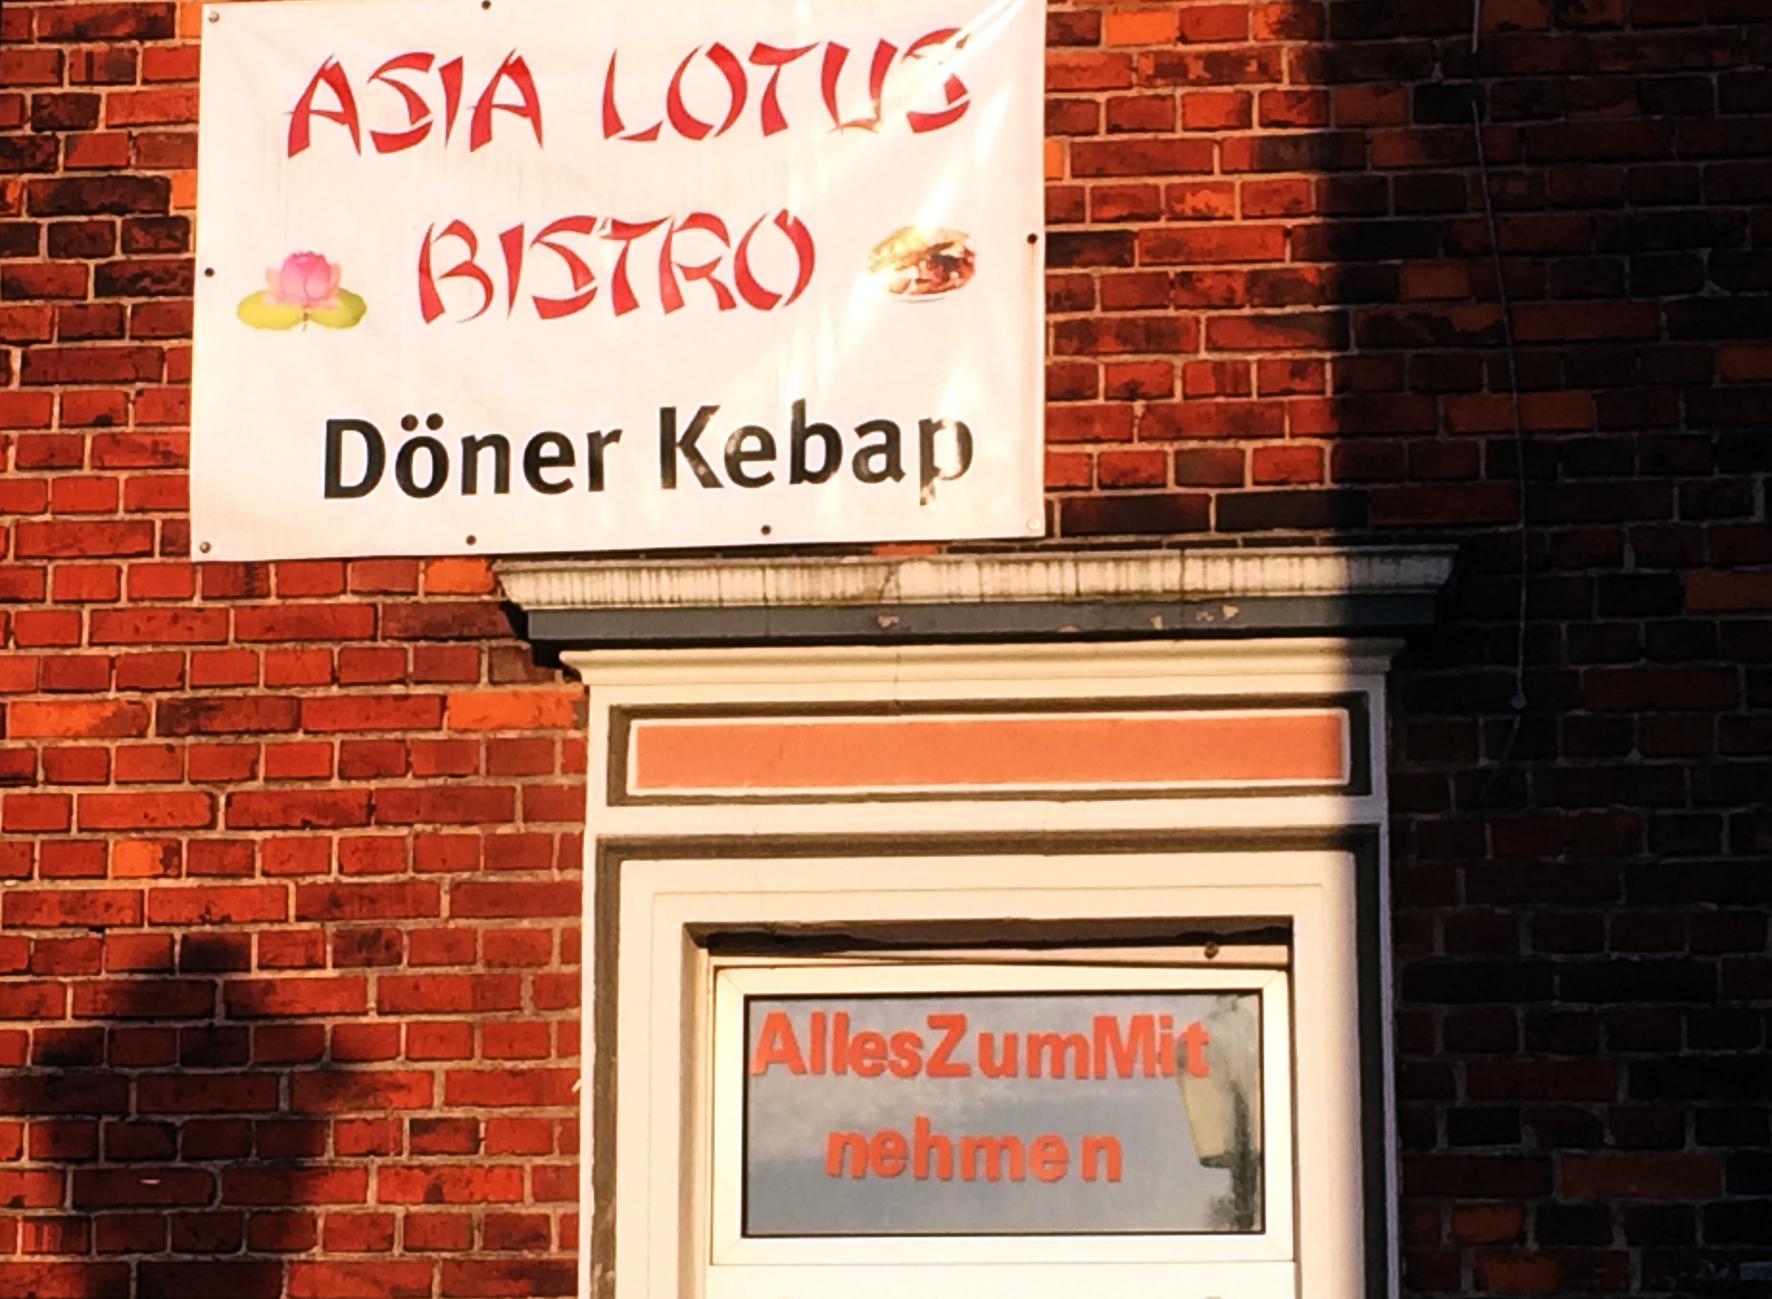 ASIA LOTUS
BISTRO
Döner Kebap
AllesZumMit
nehmen